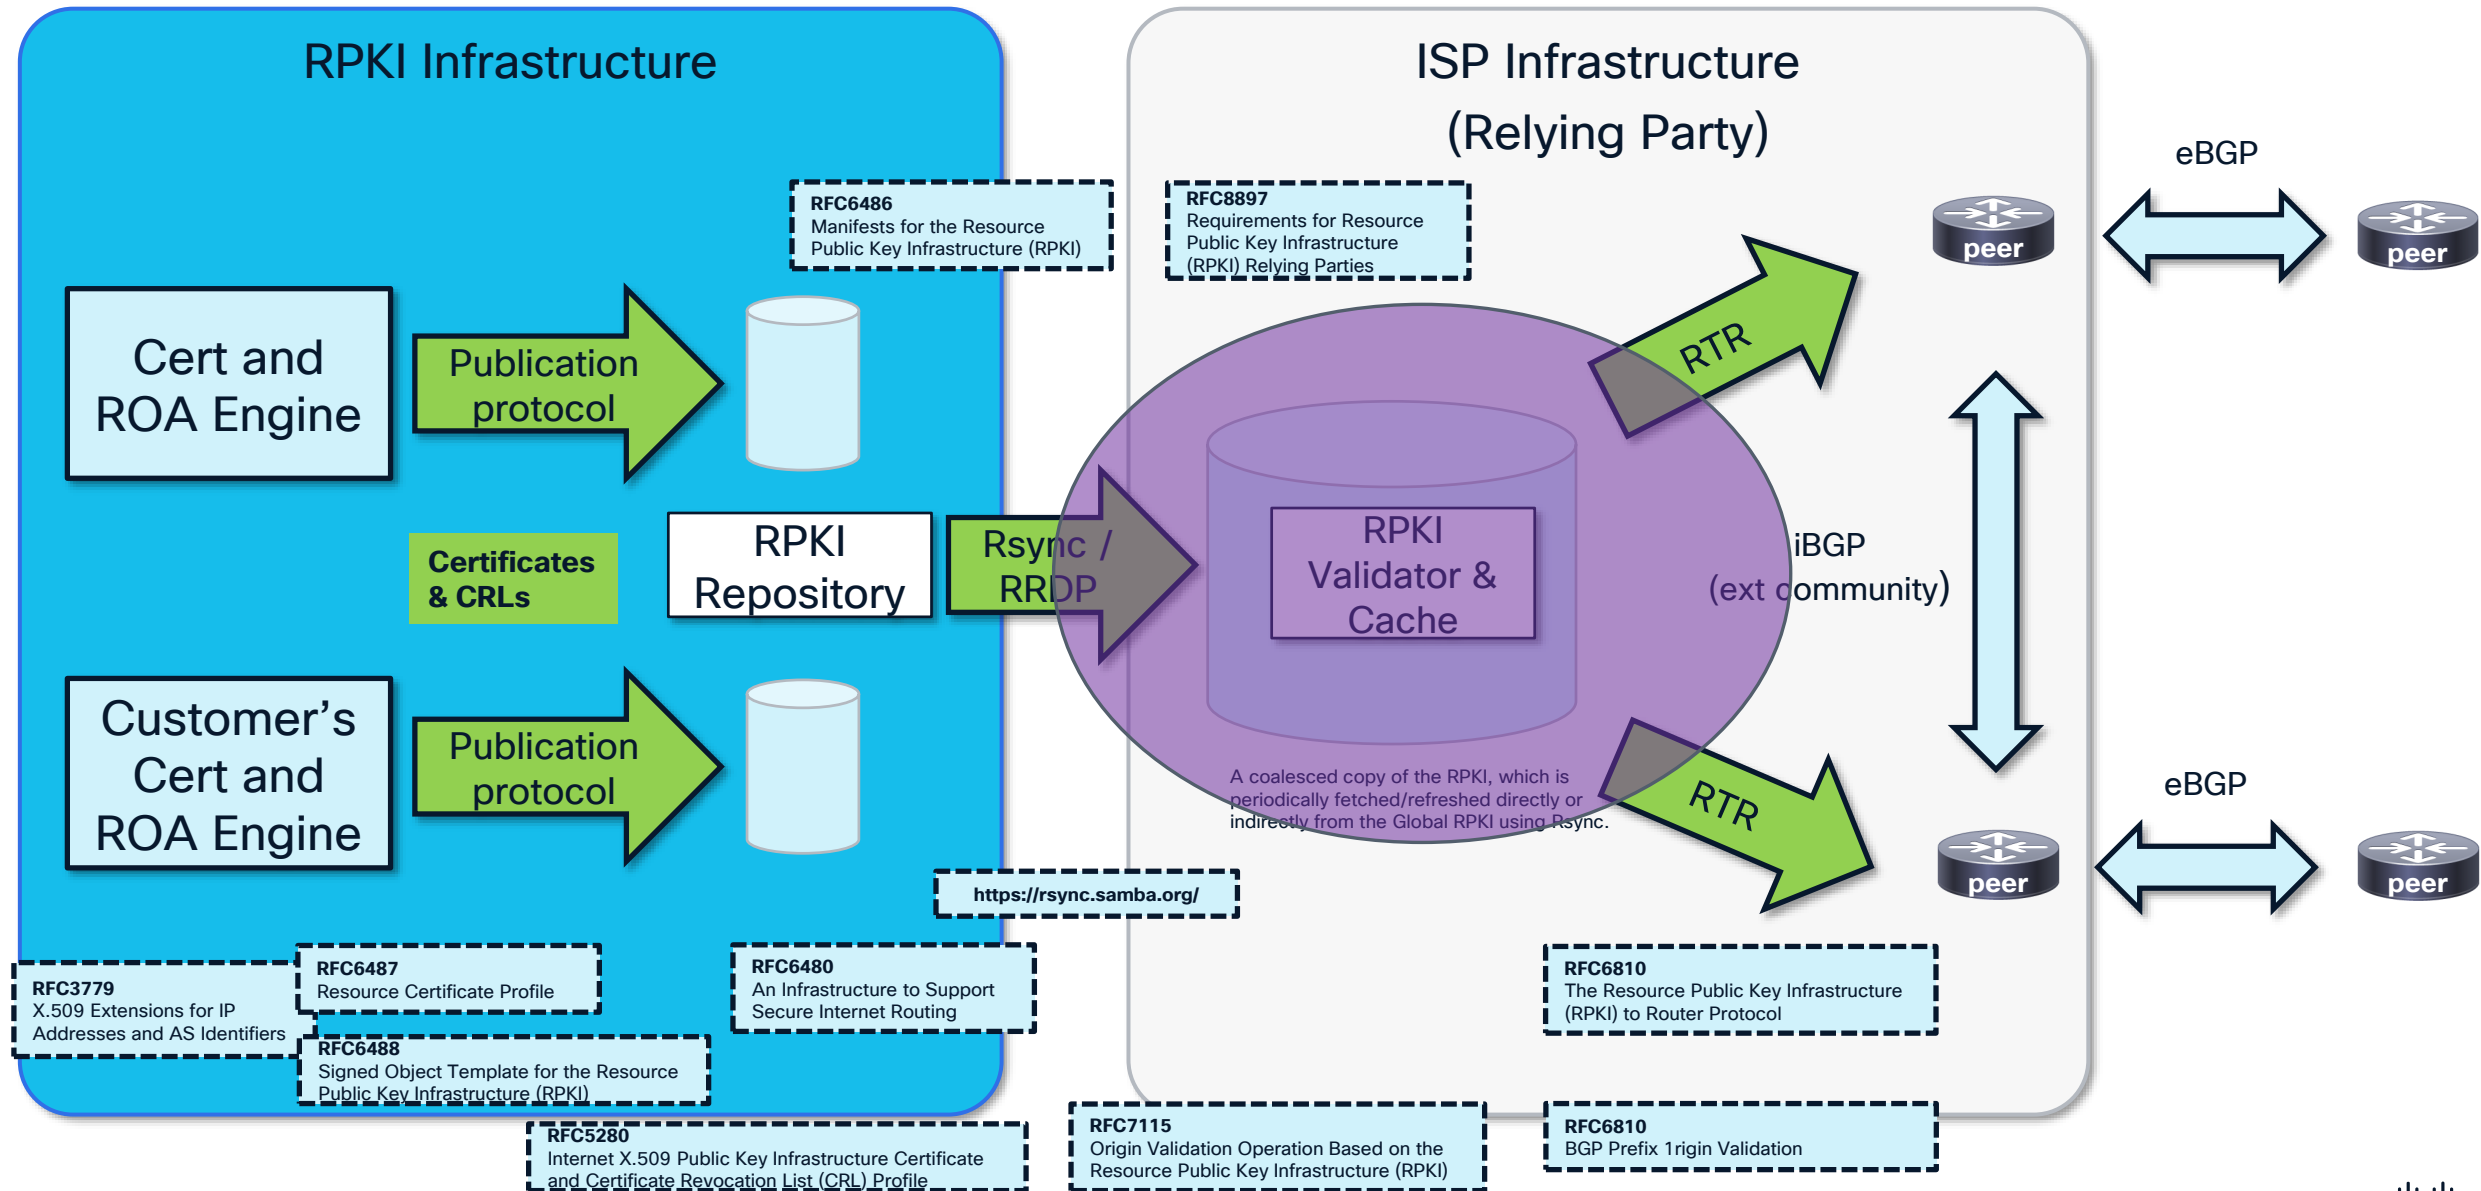 RPKI Infrastructure
ISP Infrastructure
(Relying Party)
eBGP
RFC6486
Manifests for the Resource
Public Key Infrastructure (RPKI)
RFC8897
Requirements for Resource
Public Key Infrastructure
(RPKI) Relying Parties
peer
peer
Cert and
ROA Engine
Publication
protocol
RTR
Certificates
& CRLs
RPKI
Repository
Rsync /
RRDP
RPKI
Validator &
Cache
iBGP
(ext community)
Customer's
Cert and
ROA Engine
Publication
protocol
A coalesced copy of the RPKI, which is
periodically fetched/refreshed directly or
indirectly from the Global RPKI using Rsync.
RTR
eBGP
peer
peer
https://rsync.samba.org/
RFC3779
X.509 Extensions for IP
Addresses and AS Identifiers
RFC6487
Resource Certificate Profile
RFC6480
An Infrastructure to Support
Secure Internet Routing
RFC6810
The Resource Public Key Infrastructure
(RPKI) to Router Protocol
RFC6488
Signed Object Template for the Resource
Public Key Infrastructure (RPKI)
RFC5280
Internet X.509 Public Key Infrastructure Certificate
and Certificate Revocation List (CRL) Profile
RFC7115
Origin Validation Operation Based on the
Resource Public Key Infrastructure (RPKI)
RFC6810
BGP Prefix 1rigin Validation